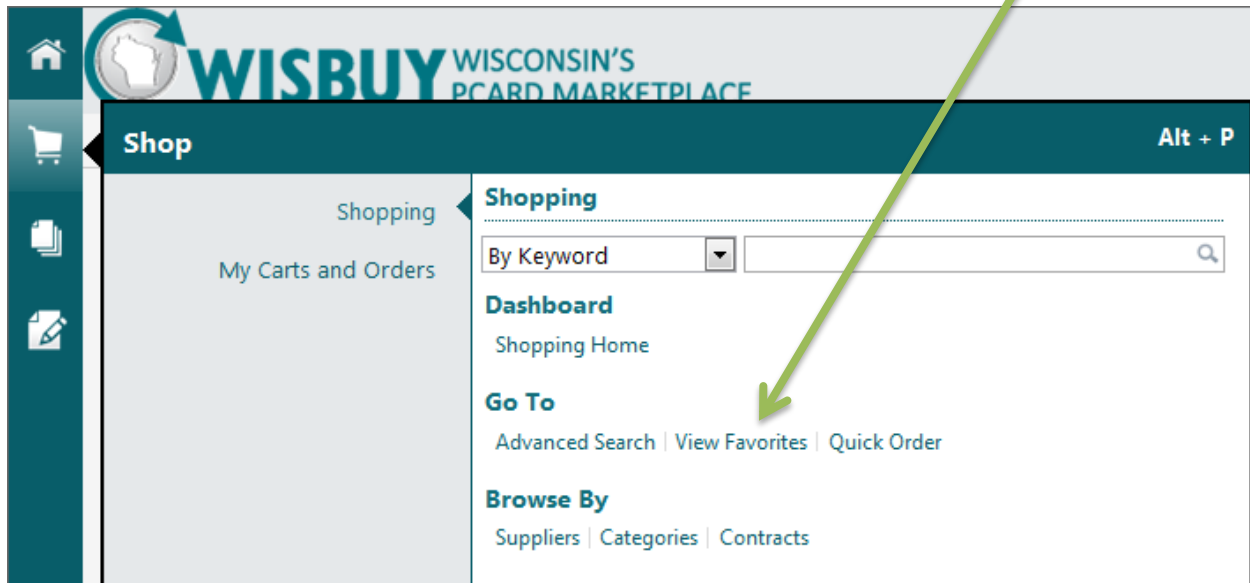 WISBUY WISCONSIN'S
PCARD MARKETPLACE
Shop Alt + P
Shopping
My Carts and Orders
Shopping
By Keyword
Dashboard
Shopping Home
Go To
Advanced Search | View Favorites | Quick Order
Browse By
Suppliers | Categories | Contracts